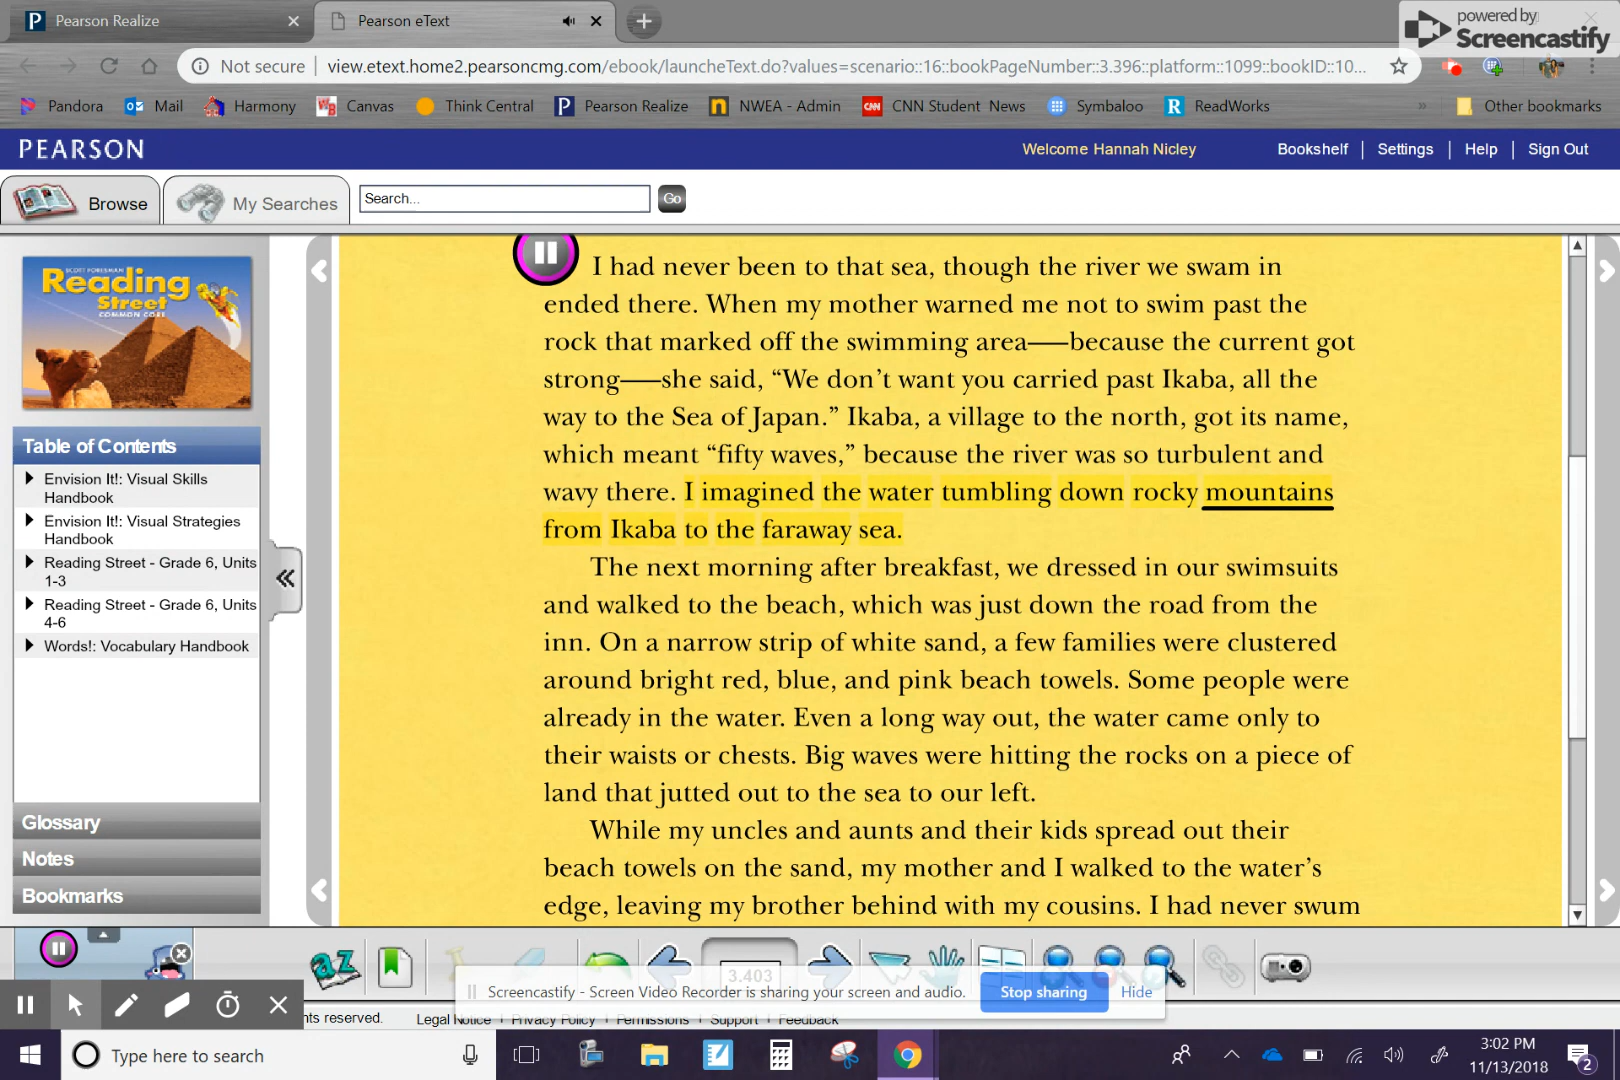 Pearson Realize
Pearson eText
powered by
Screencastify
Not secure
view.etext.home2.pearsoncmg.com/ebook/launcheText.do?values=scenario::16::bookPageNumber::3.396::platform::1099::bookID::10...
Pandora
Mail
Harmony
Canvas
Think Central
Pearson Realize
NWEA - Admin
CNN Student News
Symbaloo
ReadWorks
Other bookmarks
PEARSON
Welcome Hannah Nicley
Bookshelf | Settings | Help | Sign Out
Browse
My Searches
Search...
Go
SCOTT FORESMAN
Reading
Street
COMMON CORE
Table of Contents
Envision It!: Visual Skills
Handbook
Envision It!: Visual Strategies
Handbook
Reading Street - Grade 6, Units
1-3
Reading Street - Grade 6, Units
4-6
Words!: Vocabulary Handbook
Glossary
Notes
Bookmarks
I had never been to that sea, though the river we swam in
ended there. When my mother warned me not to swim past the
rock that marked off the swimming area—because the current got
strong—she said, “We don’t want you carried past Ikaba, all the
way to the Sea of Japan.” Ikaba, a village to the north, got its name,
which meant “fifty waves,” because the river was so turbulent and
wavy there. I imagined the water tumbling down rocky mountains
from Ikaba to the faraway sea.
The next morning after breakfast, we dressed in our swimsuits
and walked to the beach, which was just down the road from the
inn. On a narrow strip of white sand, a few families were clustered
around bright red, blue, and pink beach towels. Some people were
already in the water. Even a long way out, the water came only to
their waists or chests. Big waves were hitting the rocks on a piece of
land that jutted out to the sea to our left.
While my uncles and aunts and their kids spread out their
beach towels on the sand, my mother and I walked to the water’s
edge, leaving my brother behind with my cousins. I had never swum
az
3.403
Screencastify - Screen Video Recorder is sharing your screen and audio.
Stop sharing
Hide
nts reserved.
Legal Notice | Privacy Policy | Permissions | Support | Feedback
Type here to search
3:02 PM
11/13/2018
2